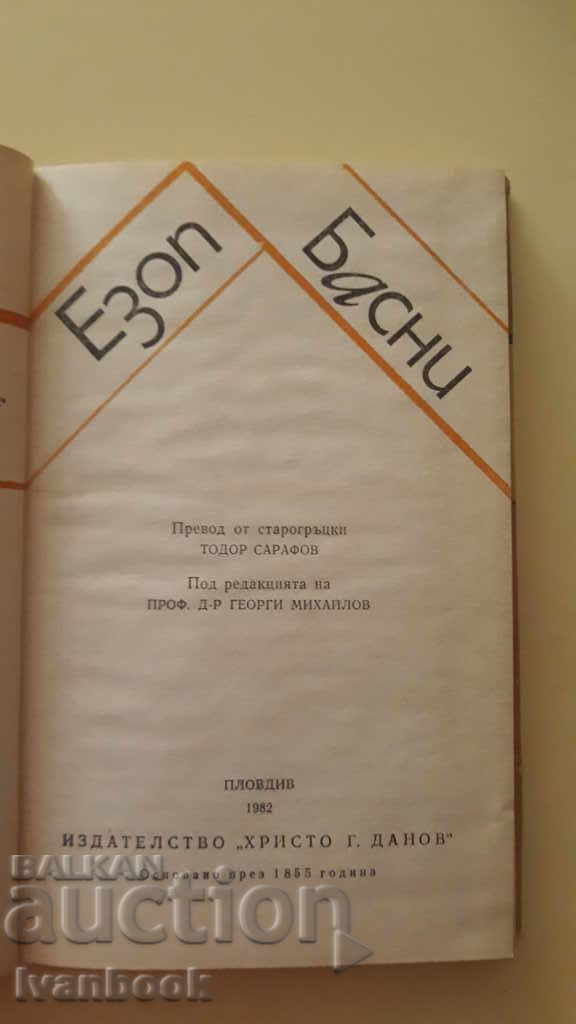 Езоп
Басни
Превод от старогръцки
ТОДОР САРАФОВ
Под редакцията на
ПРОФ. Д-Р ГЕОРГИ МИХАЙЛОВ
ПЛОВДИВ
1982
ИЗДАТЕЛСТВО „ХРИСТО Г. ДАНОВ"
Основано през 1855 година
BALKAN
auction
Ivanbook